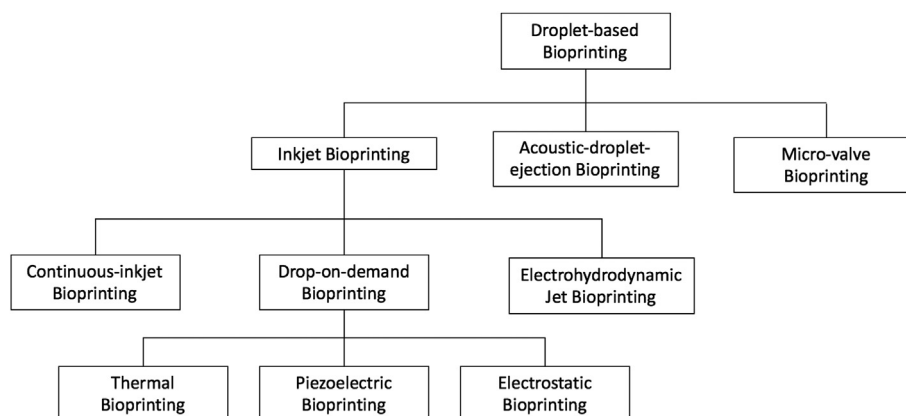 Droplet-based
Bioprinting
Inkjet Bioprinting
Acoustic-droplet-
ejection Bioprinting
Micro-valve
Bioprinting
Continuous-inkjet
Bioprinting
Drop-on-demand
Bioprinting
Electrohydrodynamic
Jet Bioprinting
Thermal
Bioprinting
Piezoelectric
Bioprinting
Electrostatic
Bioprinting